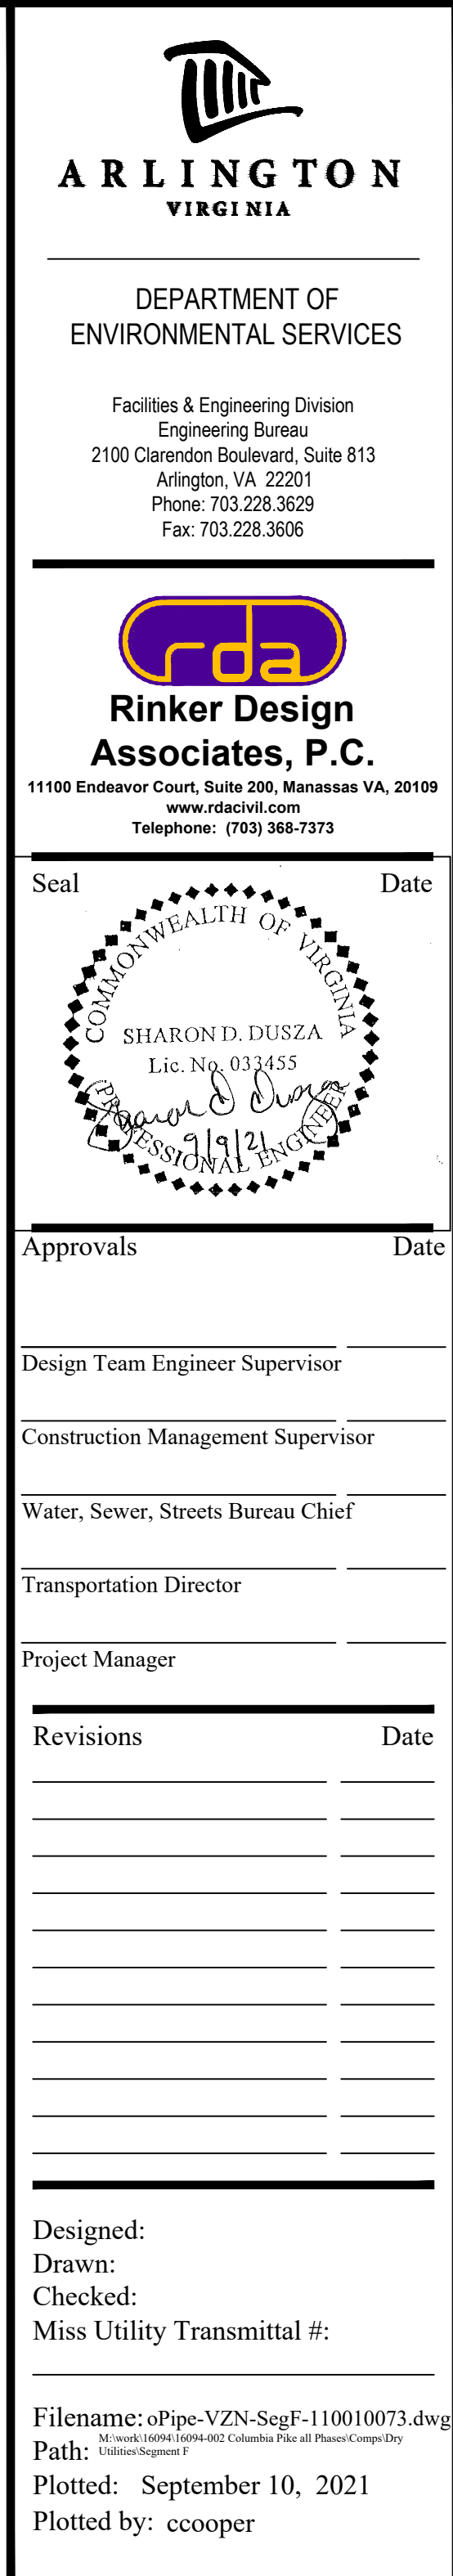 ARLINGTON
VIRGINIA
DEPARTMENT OF
ENVIRONMENTAL SERVICES
Facilities & Engineering Division
Engineering Bureau
2100 Clarendon Boulevard, Suite 813
Arlington, VA 22201
Phone: 703.228.3629
Fax: 703.228.3606
rda
Rinker Design
Associates, P.C.
11100 Endeavor Court, Suite 200, Manassas VA, 20109
www.rdacivil.com
Telephone: (703) 368-7373
Seal Date
COMMONWEALTH OF VIRGINIA
SHARON D. DUSZA
Lic. No. 033455
Sharon D Dusza
9/9/21
PROFESSIONAL ENGINEER
Approvals Date
Design Team Engineer Supervisor
Construction Management Supervisor
Water, Sewer, Streets Bureau Chief
Transportation Director
Project Manager
Revisions Date
Designed:
Drawn:
Checked:
Miss Utility Transmittal #:
Filename: oPipe-VZN-SegF-110010073.dwg
Path: M:\work\16094\16094-002 Columbia Pike all Phases\Comps\Dry
Utilities\Segment F
Plotted: September 10, 2021
Plotted by: ccooper